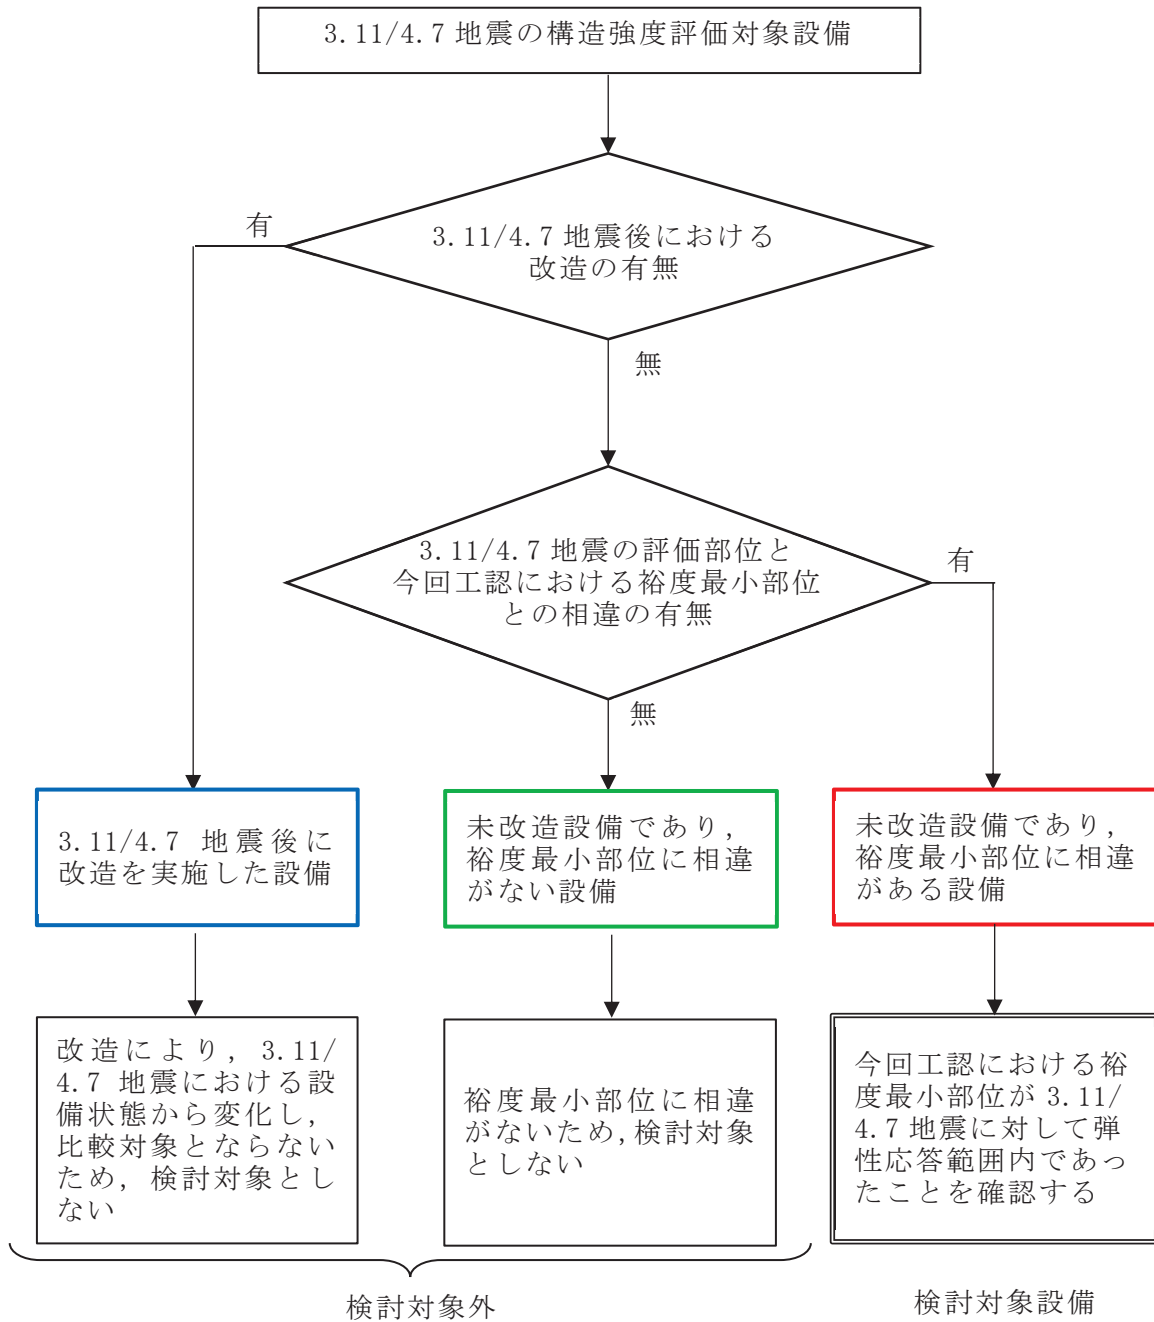 3.11/4.7 地震の構造強度評価対象設備
有
3.11/4.7 地震後における
改造の有無
無
3.11/4.7 地震の評価部位と
今回工認における裕度最小部位
との相違の有無
有
無
3.11/4.7 地震後に
改造を実施した設備
未改造設備であり,
裕度最小部位に相違
がない設備
未改造設備であり,
裕度最小部位に相違
がある設備
改造により, 3.11/
4.7 地震における設
備状態から変化し,
比較対象とならない
ため, 検討対象とし
ない
裕度最小部位に相違
がないため,検討対象
としない
今回工認における裕
度最小部位が 3.11/
4.7 地震に対して弾
性応答範囲内であっ
たことを確認する
検討対象外
検討対象設備